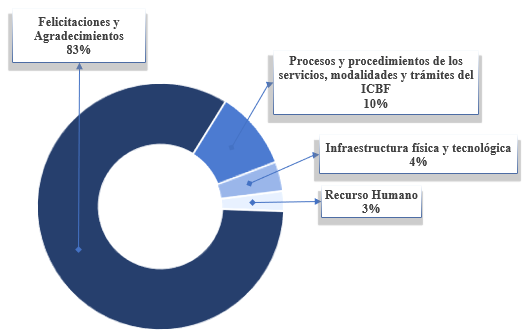 Felicitaciones y
Agradecimientos
83%
Procesos y procedimientos de los
servicios, modalidades y trámites del
ICBF
10%
Infraestructura física y tecnológica
4%
Recurso Humano
3%